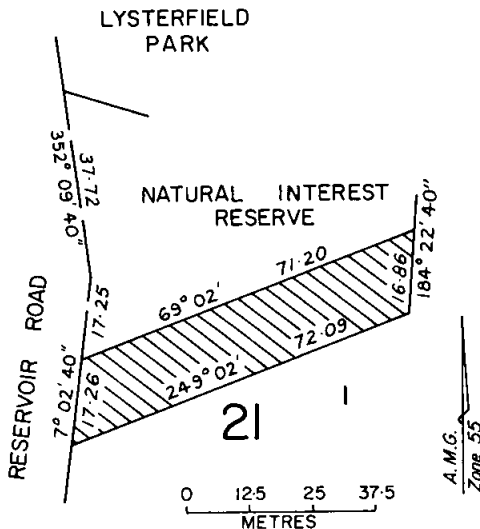 LYSTERFIELD
PARK
37·72
352° 09' 40"
NATURAL INTEREST
RESERVE
71·20
69° 02'
16·86
184° 22' 40"
17·25
RESERVOIR ROAD
7° 02' 40"
17·26
72·09
249° 02'
21
1
A.M.G.
Zone 55
0 12·5 25 37·5
METRES